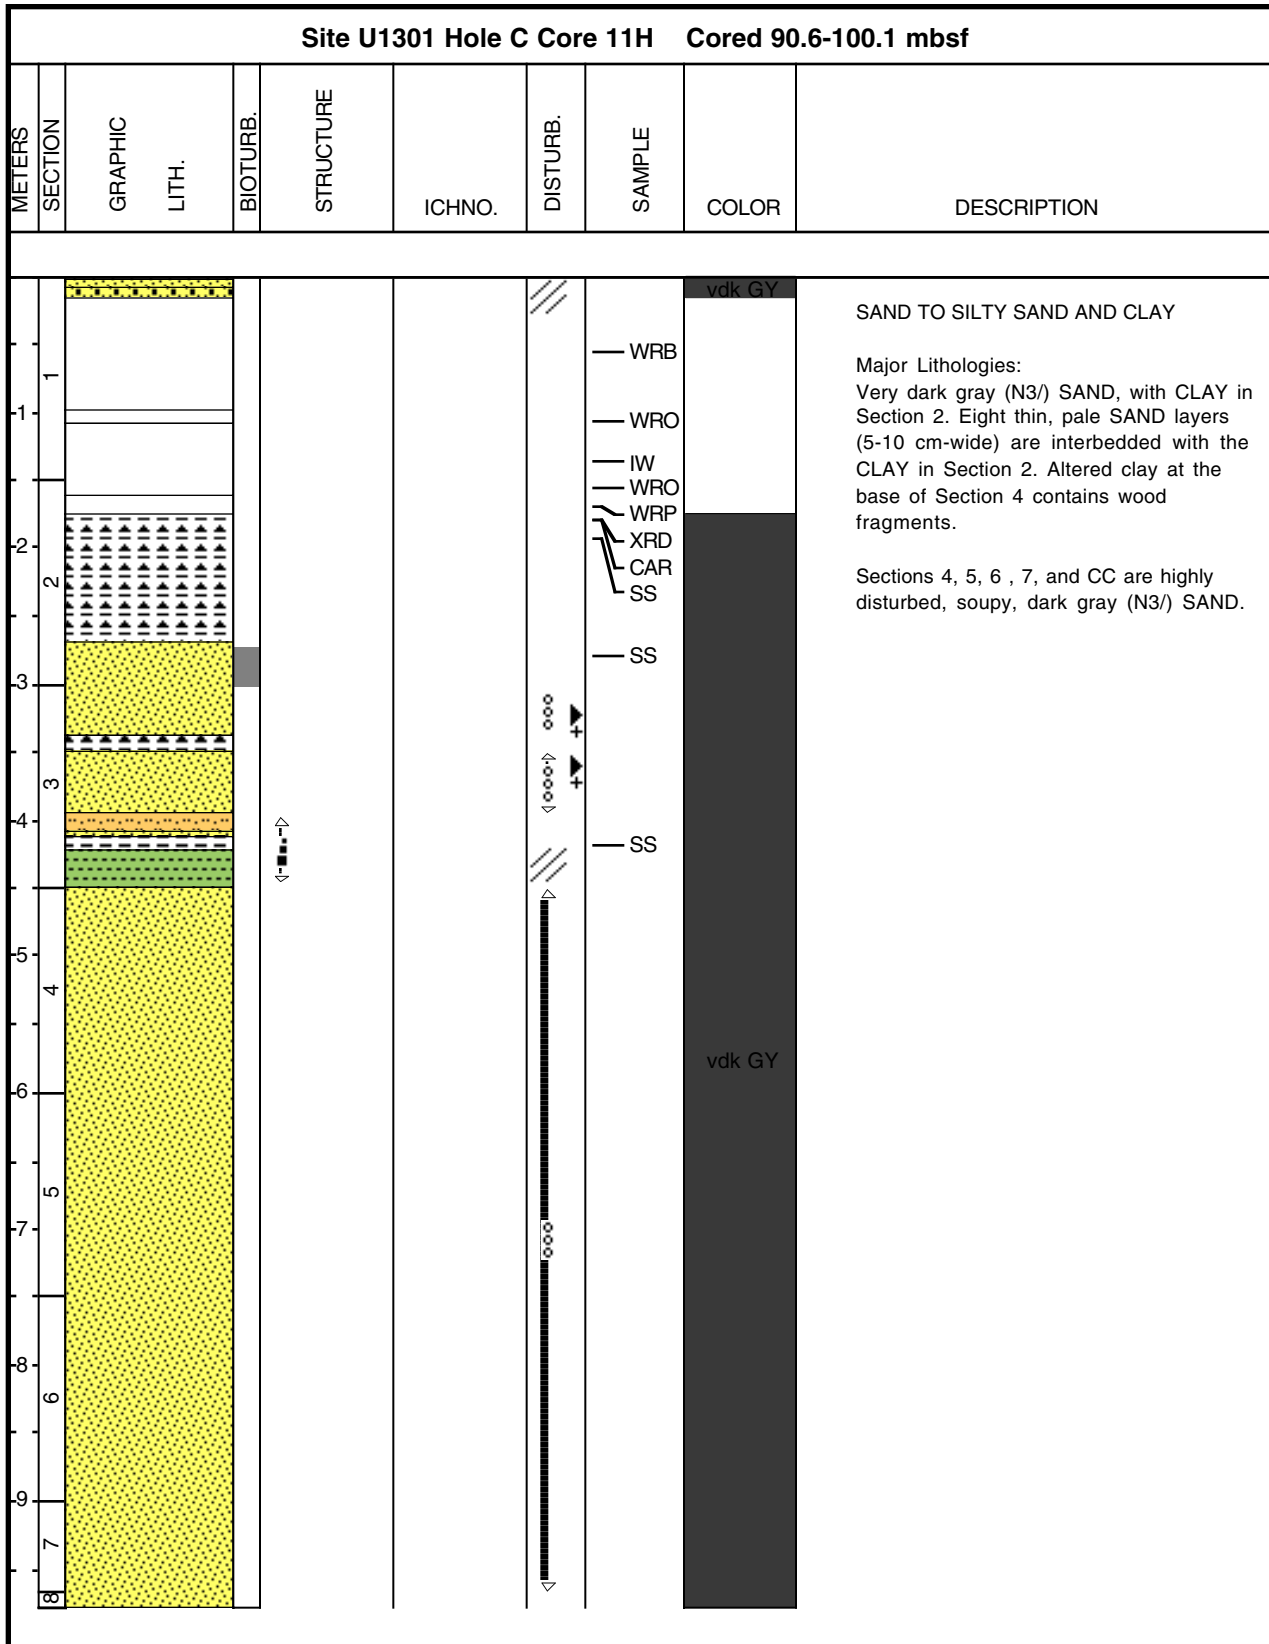 Site U1301 Hole C Core 11H Cored 90.6-100.1 mbsf
METERS
SECTION
GRAPHIC
LITH.
BIOTURB.
STRUCTURE
ICHNO.
DISTURB.
SAMPLE
COLOR
DESCRIPTION
1
2
3
4
5
6
7
8
9
1
2
3
4
5
6
7
8
WRB
WRO
IW
WRO
WRP
XRD
CAR
SS
SS
SS
vdk GY
vdk GY
SAND TO SILTY SAND AND CLAY
Major Lithologies:
Very dark gray (N3/) SAND, with CLAY in
Section 2. Eight thin, pale SAND layers
(5-10 cm-wide) are interbedded with the
CLAY in Section 2. Altered clay at the
base of Section 4 contains wood
fragments.
Sections 4, 5, 6 , 7, and CC are highly
disturbed, soupy, dark gray (N3/) SAND.